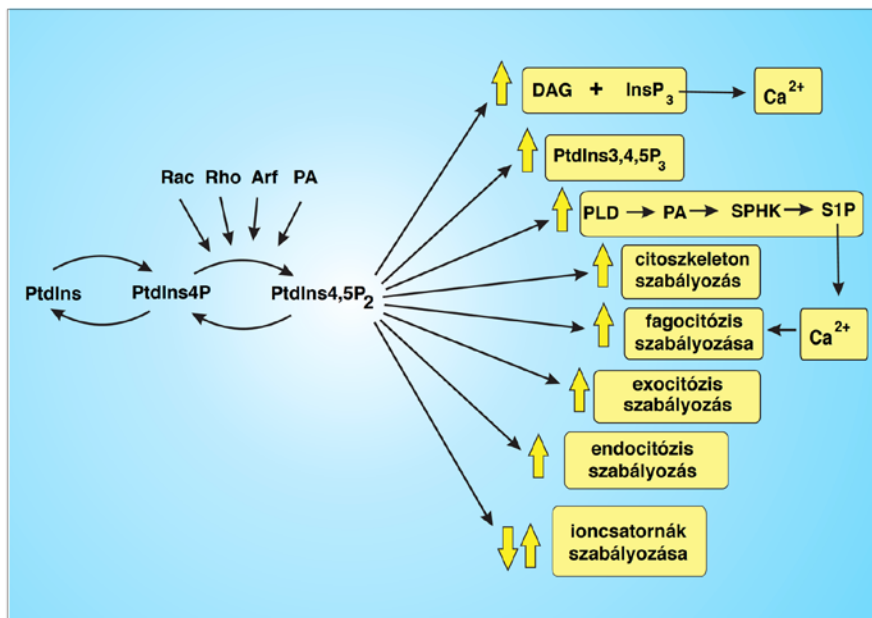 DAG + InsP3 Ca2+
PtdIns3,4,5P3
Rac Rho Arf PA
PLD PA SPHK S1P
citoszkeleton
szabályozás
PtdIns PtdIns4P PtdIns4,5P2
fagocitózis
szabályozása
Ca2+
exocitózis
szabályozás
endocitózis
szabályozás
ioncsatornák
szabályozása